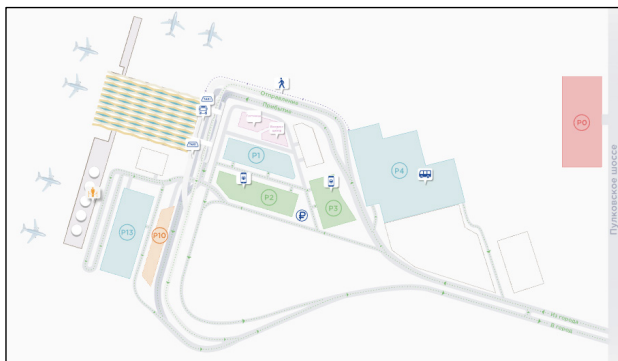 Отправление
Прибытие
P0
P1
P4
P2
P3
P13
P10
Пулковское шоссе
Из города
В город